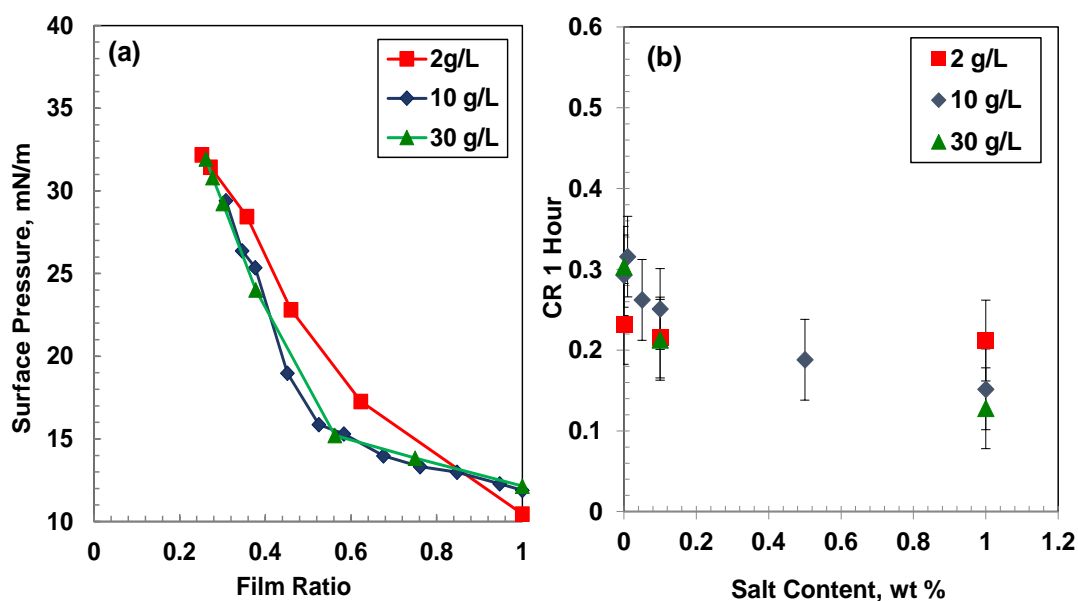 (a)
2g/L
10 g/L
30 g/L
Surface Pressure, mN/m
40
35
30
25
20
15
10
0
0.2
0.4
0.6
0.8
1
Film Ratio
(b)
2 g/L
10 g/L
30 g/L
CR 1 Hour
0.6
0.5
0.4
0.3
0.2
0.1
0
0
0.2
0.4
0.6
0.8
1
1.2
Salt Content, wt %